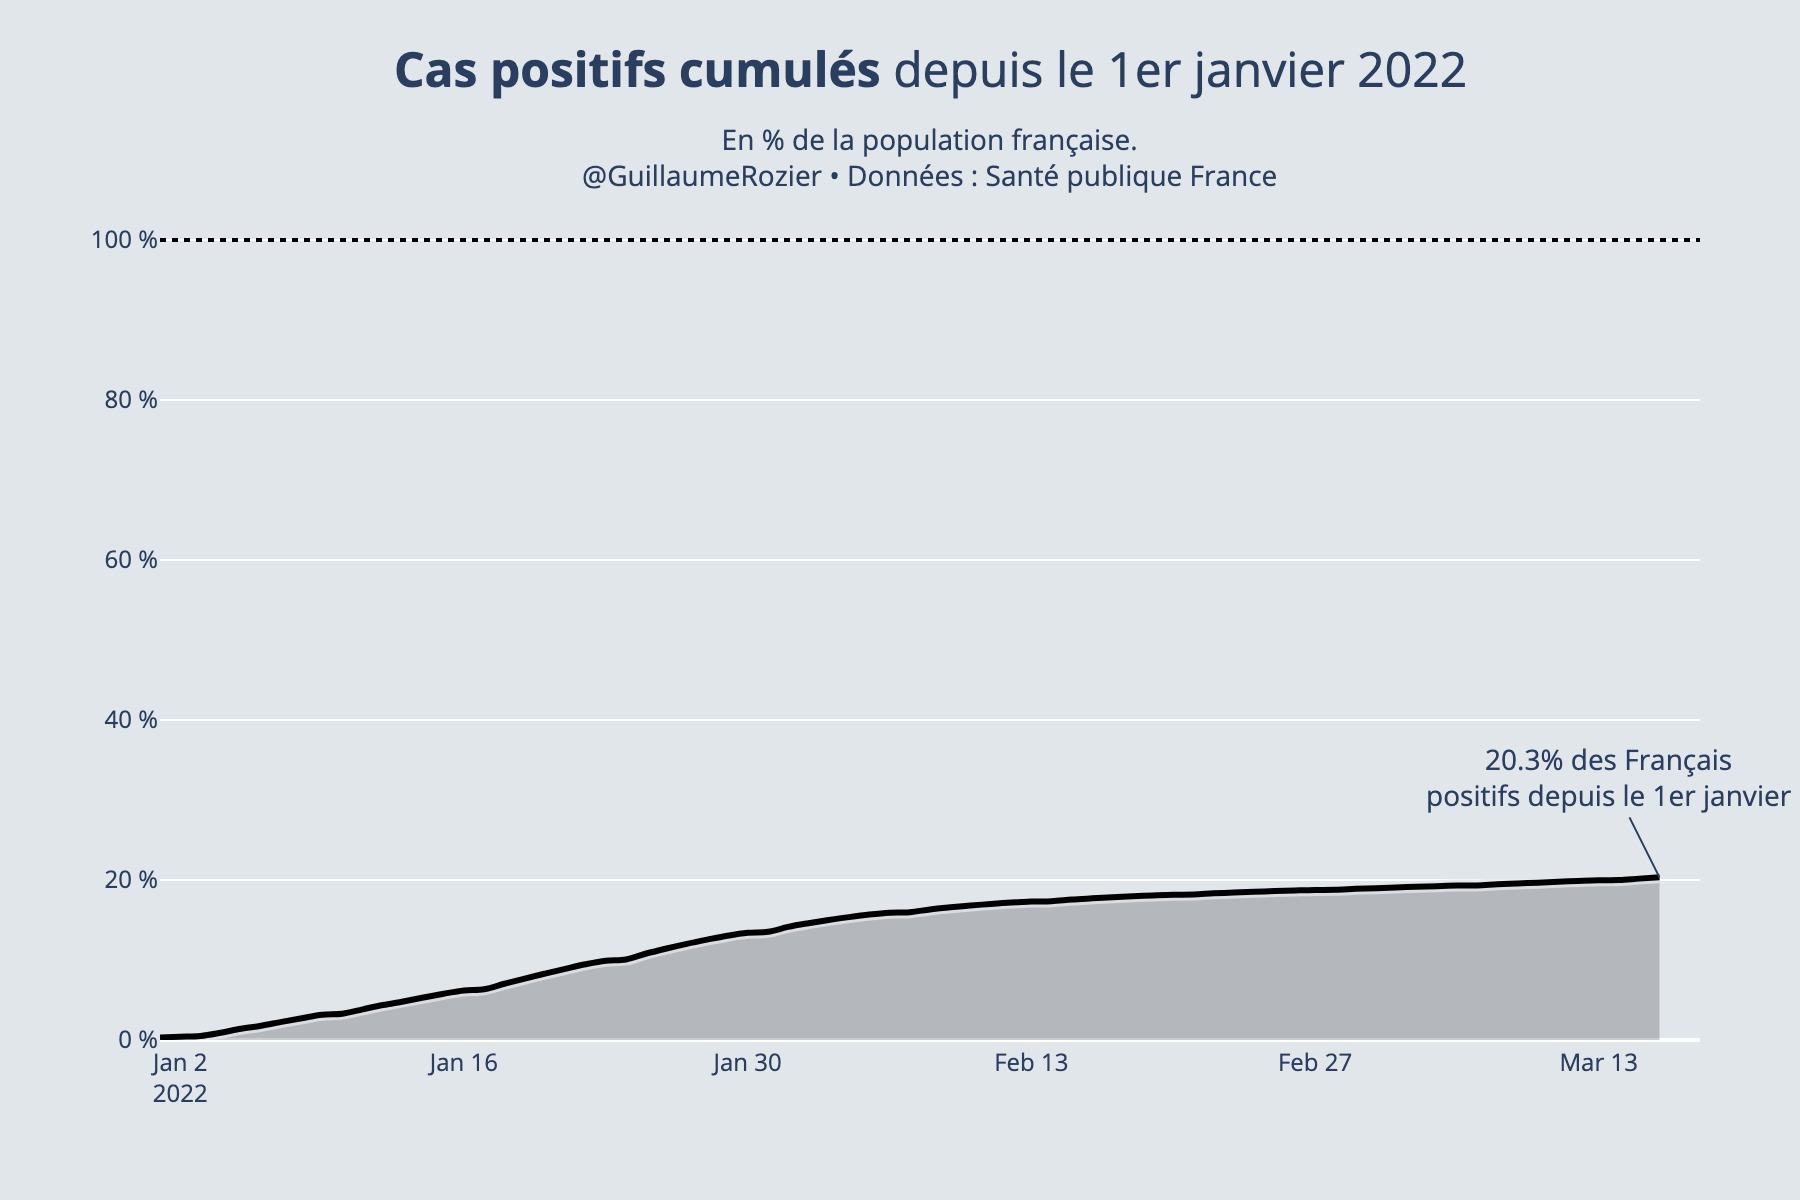 Cas positifs cumulés depuis le 1er janvier 2022
En % de la population française.
@GuillaumeRozier • Données : Santé publique France
100 %
80 %
60 %
40 %
20.3% des Français
positifs depuis le 1er janvier
20 %
0 %
Jan 2 Jan 16 Jan 30 Feb 13 Feb 27 Mar 13
2022